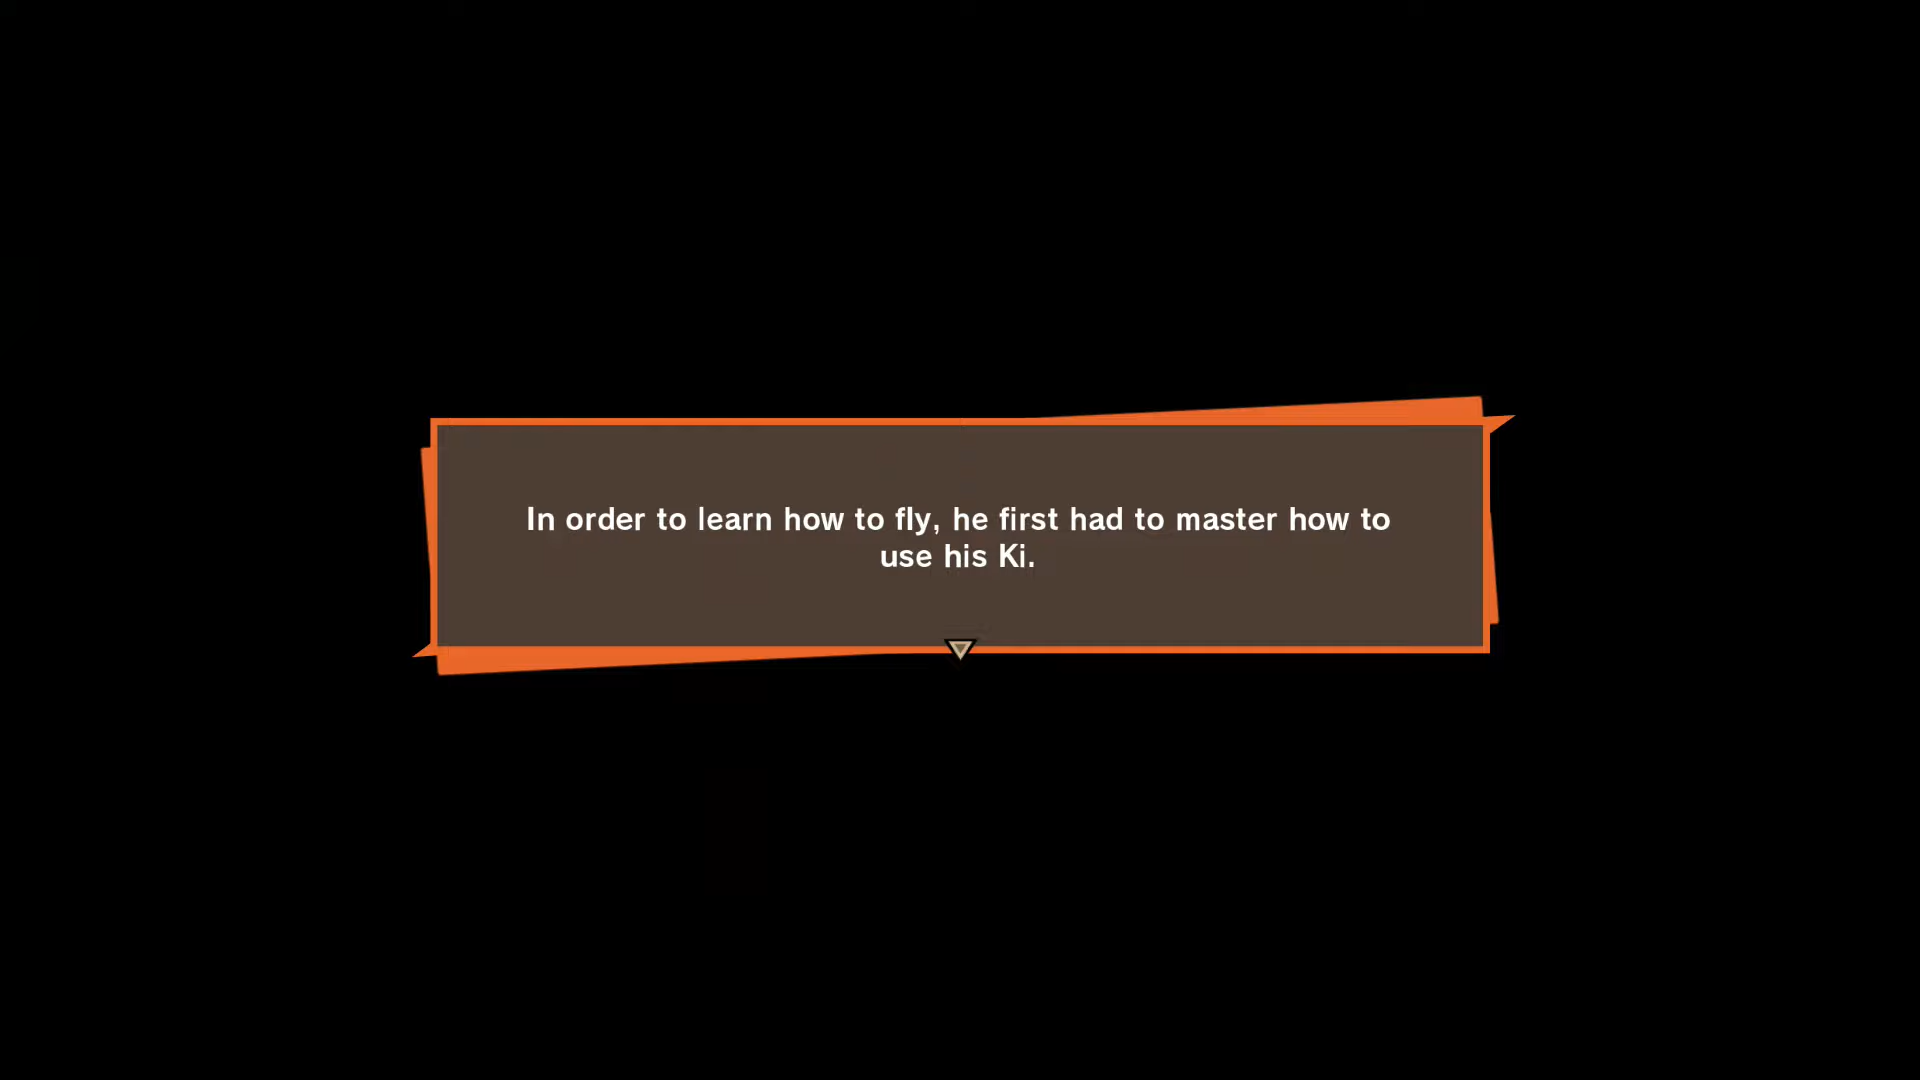 In order to learn how to fly, he first had to master how to
use his Ki.